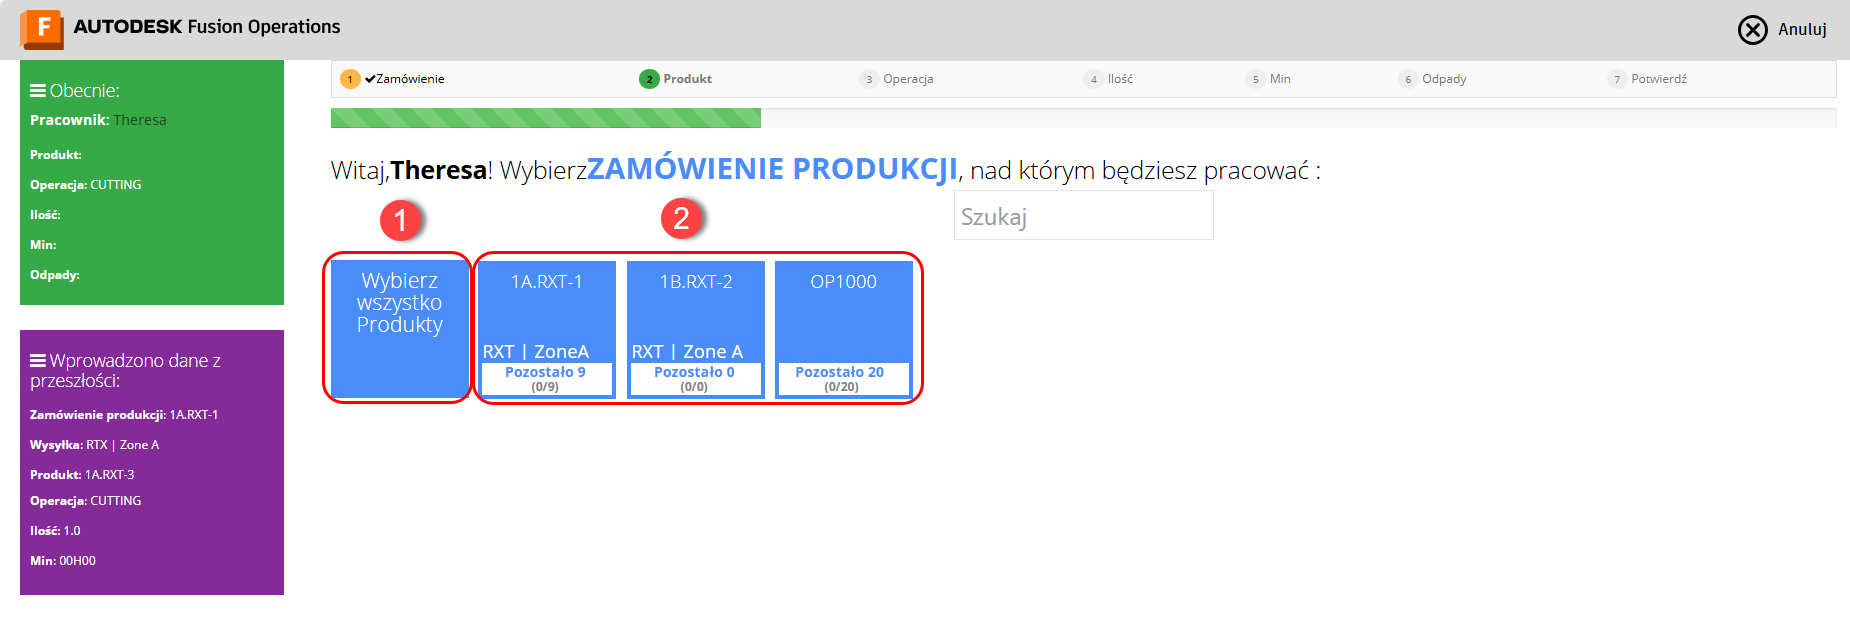 F AUTODESK Fusion Operations
Anuluj
Obecnie:
Pracownik: Theresa
Produkt:
Operacja: CUTTING
Ilość:
Min:
Odpady:
Wprowadzono dane z
przeszłości:
Zamówienie produkcji: 1A.RXT-1
Wysyłka: RTX | Zone A
Produkt: 1A.RXT-3
Operacja: CUTTING
Ilość: 1.0
Min: 00H00
1 Zamówienie
2 Produkt
3 Operacja
4 Ilość
5 Min
6 Odpady
7 Potwierdź
Witaj,Theresa! WybierzZAMÓWIENIE PRODUKCJI, nad którym będziesz pracować :
Szukaj
1
2
Wybierz
wszystko
Produkty
1A.RXT-1
RXT | ZoneA
Pozostało 9
(0/9)
1B.RXT-2
RXT | Zone A
Pozostało 0
(0/0)
OP1000
Pozostało 20
(0/20)